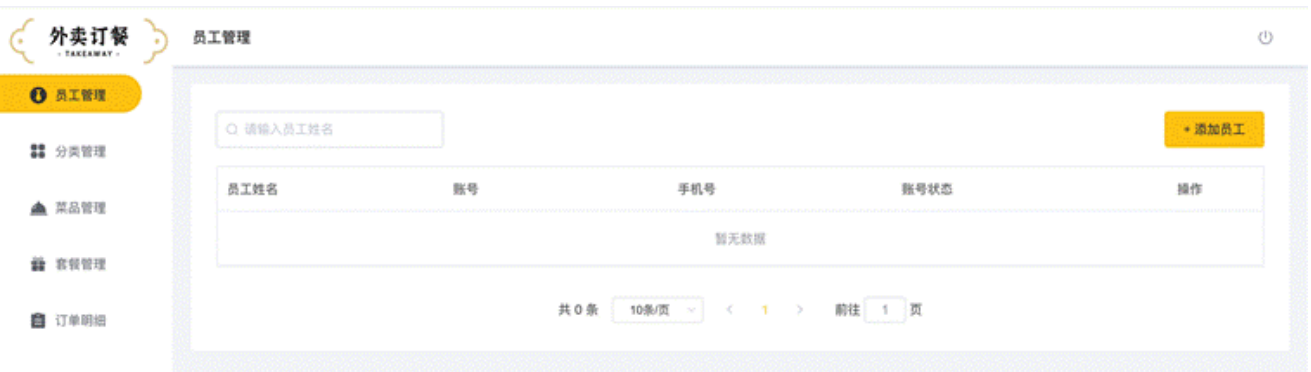 外卖订餐
- TAKEAWAY -
员工管理
员工管理
分类管理
菜品管理
套餐管理
订单明细
请输入员工姓名
+ 添加员工
员工姓名 账号 手机号 账号状态 操作
暂无数据
共 0 条 10条/页 < 1 > 前往 1 页